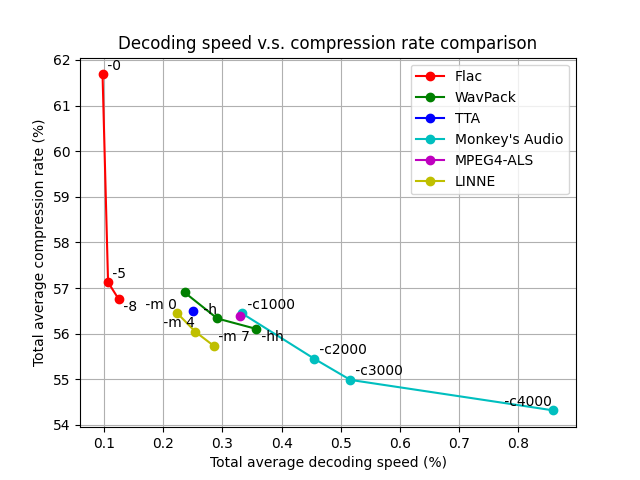 Decoding speed v.s. compression rate comparison
62
61
60
59
58
57
56
55
54
Total average compression rate (%)
-0
-5
-8
-m 0
-m 4
-m 7
-h
-hh
-c1000
-c2000
-c3000
-c4000
Flac
WavPack
TTA
Monkey's Audio
MPEG4-ALS
LINNE
0.1 0.2 0.3 0.4 0.5 0.6 0.7 0.8
Total average decoding speed (%)